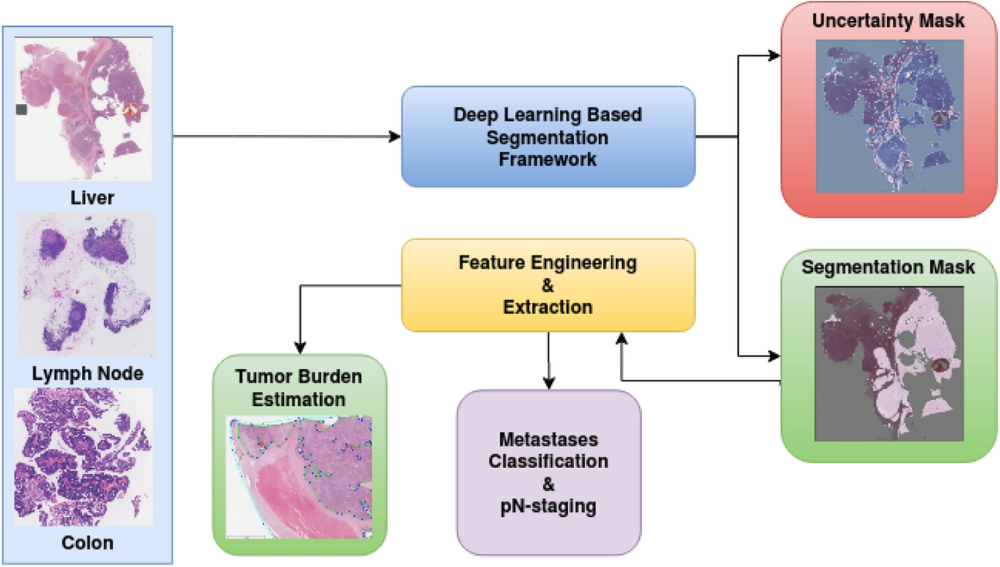 Liver
Lymph Node
Colon
Deep Learning Based
Segmentation
Framework
Uncertainty Mask
Segmentation Mask
Feature Engineering
&
Extraction
Tumor Burden
Estimation
Metastases
Classification
&
pN-staging